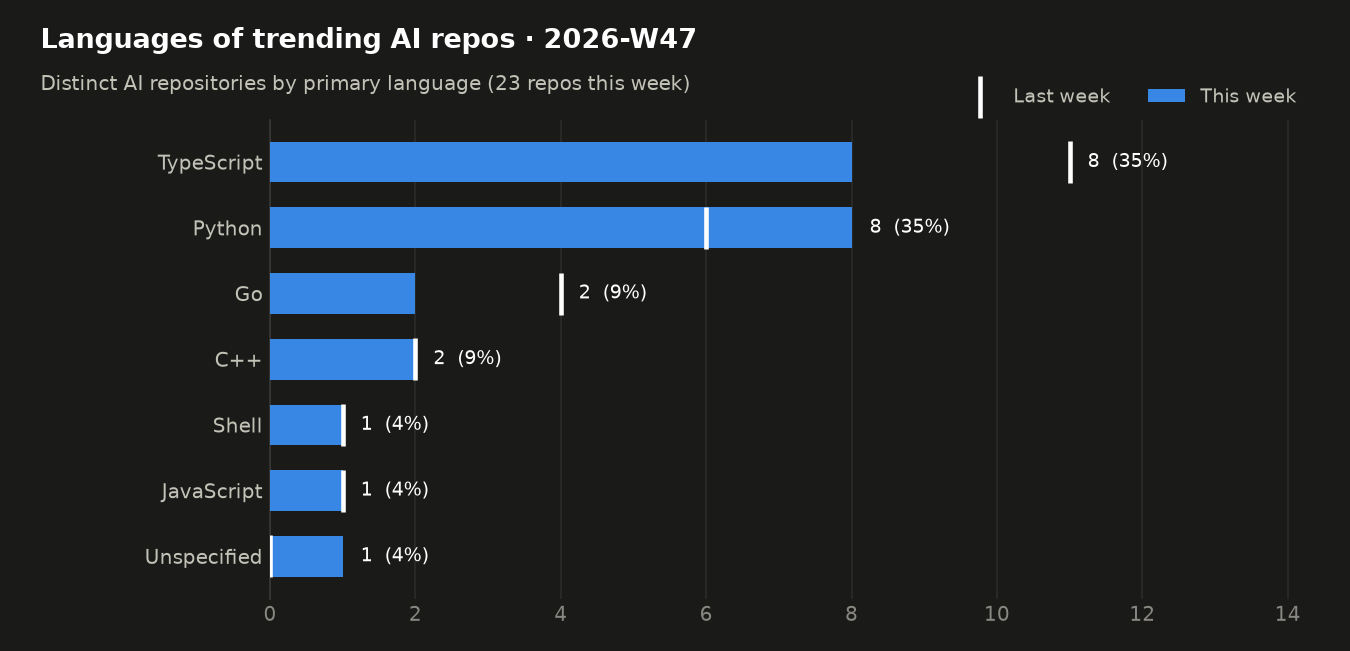 Languages of trending AI repos · 2026-W47
Distinct AI repositories by primary language (23 repos this week)
Last week
This week
TypeScript 8 (35%)
Python 8 (35%)
Go 2 (9%)
C++ 2 (9%)
Shell 1 (4%)
JavaScript 1 (4%)
Unspecified 1 (4%)
0 2 4 6 8 10 12 14